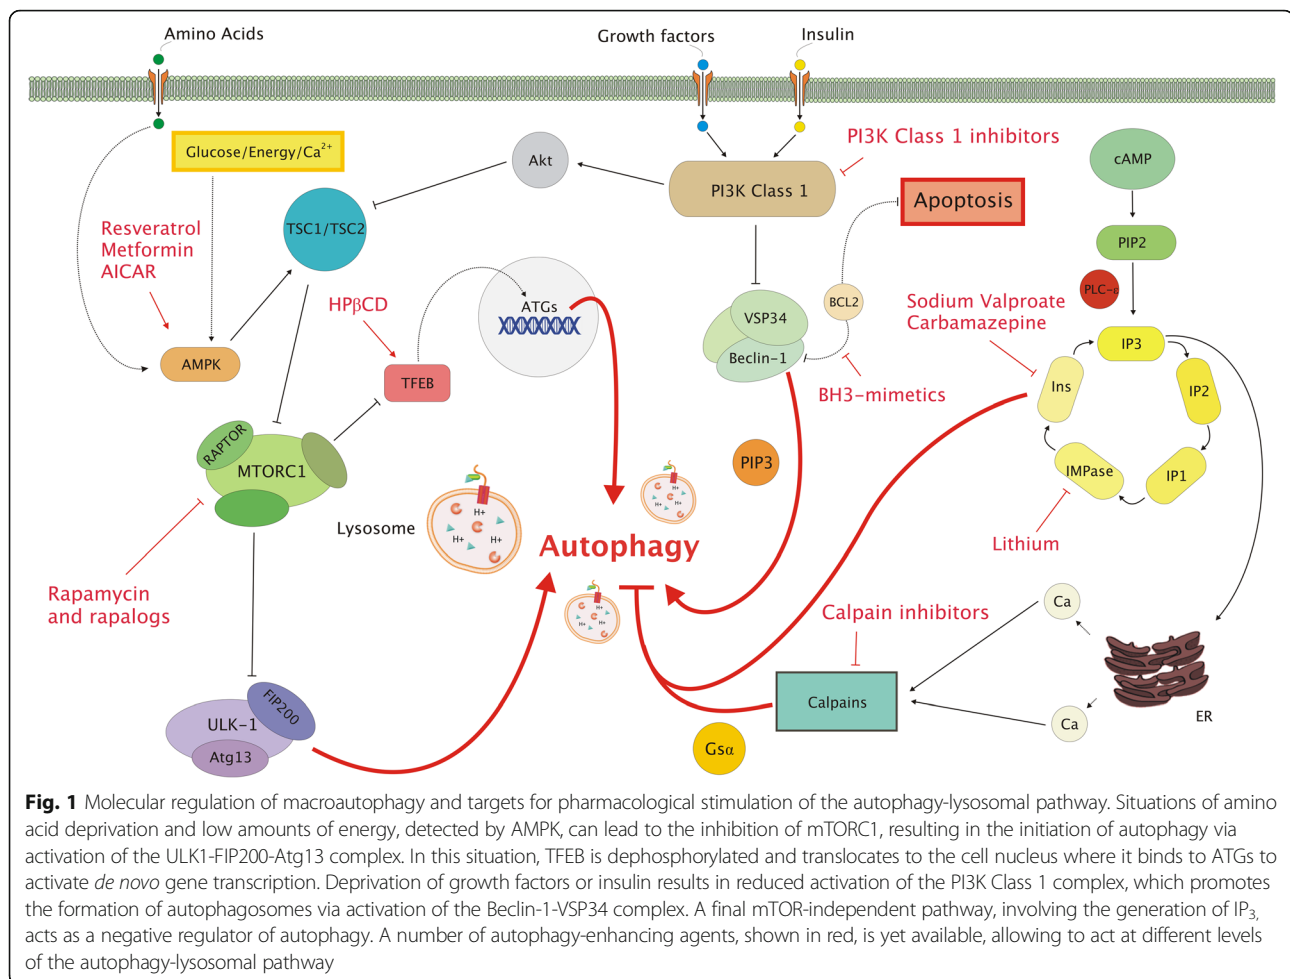 Amino Acids
Growth factors
Insulin
Glucose/Energy/Ca²⁺
Akt
PI3K Class 1 inhibitors
cAMP
PI3K Class 1
Apoptosis
Resveratrol
Metformin
AICAR
TSC1/TSC2
PIP2
HPβCD
ATGs
VSP34
BCL2
PLC-ε
Sodium Valproate
Carbamazepine
IP3
AMPK
TFEB
Beclin-1
BH3-mimetics
Ins
IP2
RAPTOR
MTORC1
PIP3
IMPase
IP1
Lysosome
H+
H+
H+
H+
H+
H+
H+
Autophagy
Lithium
Rapamycin
and rapalogs
H+
H+
H+
H+
Calpain inhibitors
Ca
FIP200
ULK-1
Atg13
Calpains
Ca
ER
Gsα
Fig. 1 Molecular regulation of macroautophagy and targets for pharmacological stimulation of the autophagy-lysosomal pathway. Situations of amino
acid deprivation and low amounts of energy, detected by AMPK, can lead to the inhibition of mTORC1, resulting in the initiation of autophagy via
activation of the ULK1-FIP200-Atg13 complex. In this situation, TFEB is dephosphorylated and translocates to the cell nucleus where it binds to ATGs to
activate de novo gene transcription. Deprivation of growth factors or insulin results in reduced activation of the PI3K Class 1 complex, which promotes
the formation of autophagosomes via activation of the Beclin-1-VSP34 complex. A final mTOR-independent pathway, involving the generation of IP₃,
acts as a negative regulator of autophagy. A number of autophagy-enhancing agents, shown in red, is yet available, allowing to act at different levels
of the autophagy-lysosomal pathway